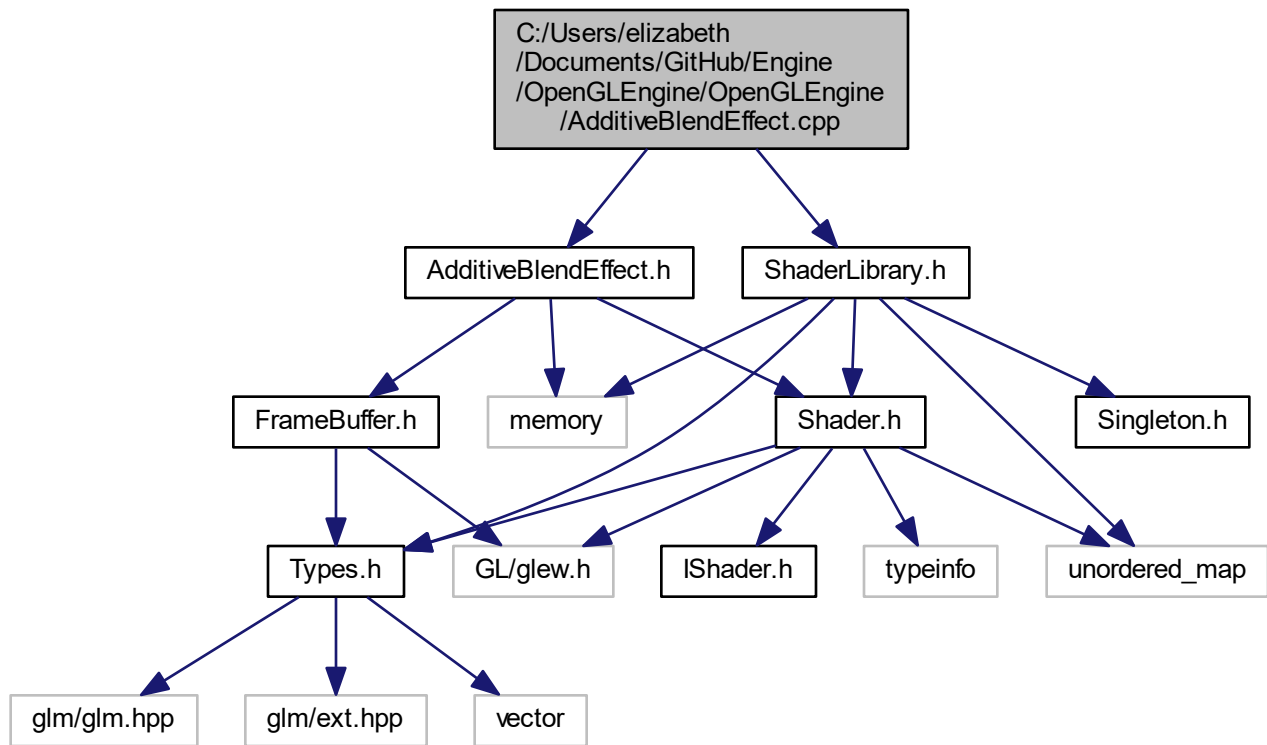 C:/Users/elizabeth
/Documents/GitHub/Engine
/OpenGLEngine/OpenGLEngine
/AdditiveBlendEffect.cpp
AdditiveBlendEffect.h
ShaderLibrary.h
FrameBuffer.h
memory
Shader.h
Singleton.h
Types.h
GL/glew.h
IShader.h
typeinfo
unordered_map
glm/glm.hpp
glm/ext.hpp
vector